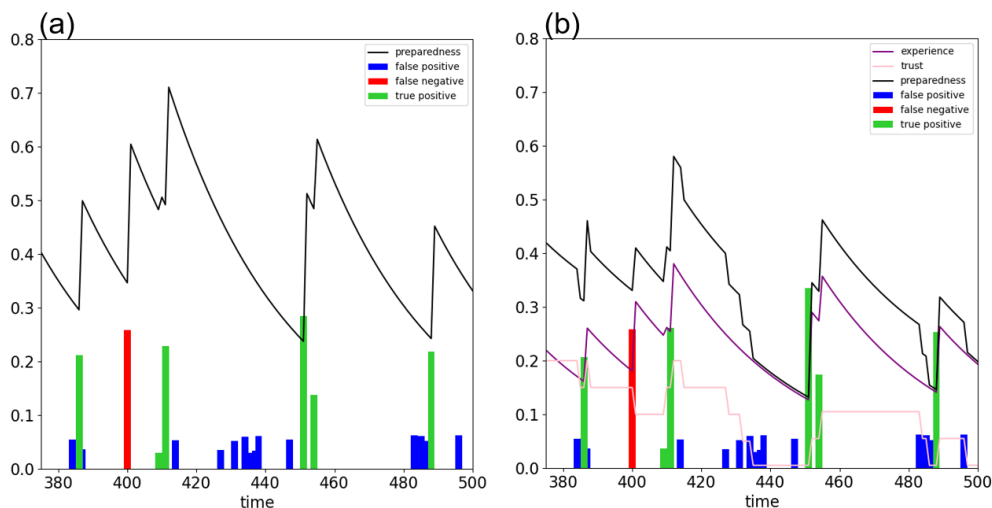 (a)
0.8
0.7
0.6
0.5
0.4
0.3
0.2
0.1
0.0
preparedness
false positive
false negative
true positive
380 400 420 440 460 480 500
time
(b)
0.8
0.7
0.6
0.5
0.4
0.3
0.2
0.1
0.0
experience
trust
preparedness
false positive
false negative
true positive
380 400 420 440 460 480 500
time